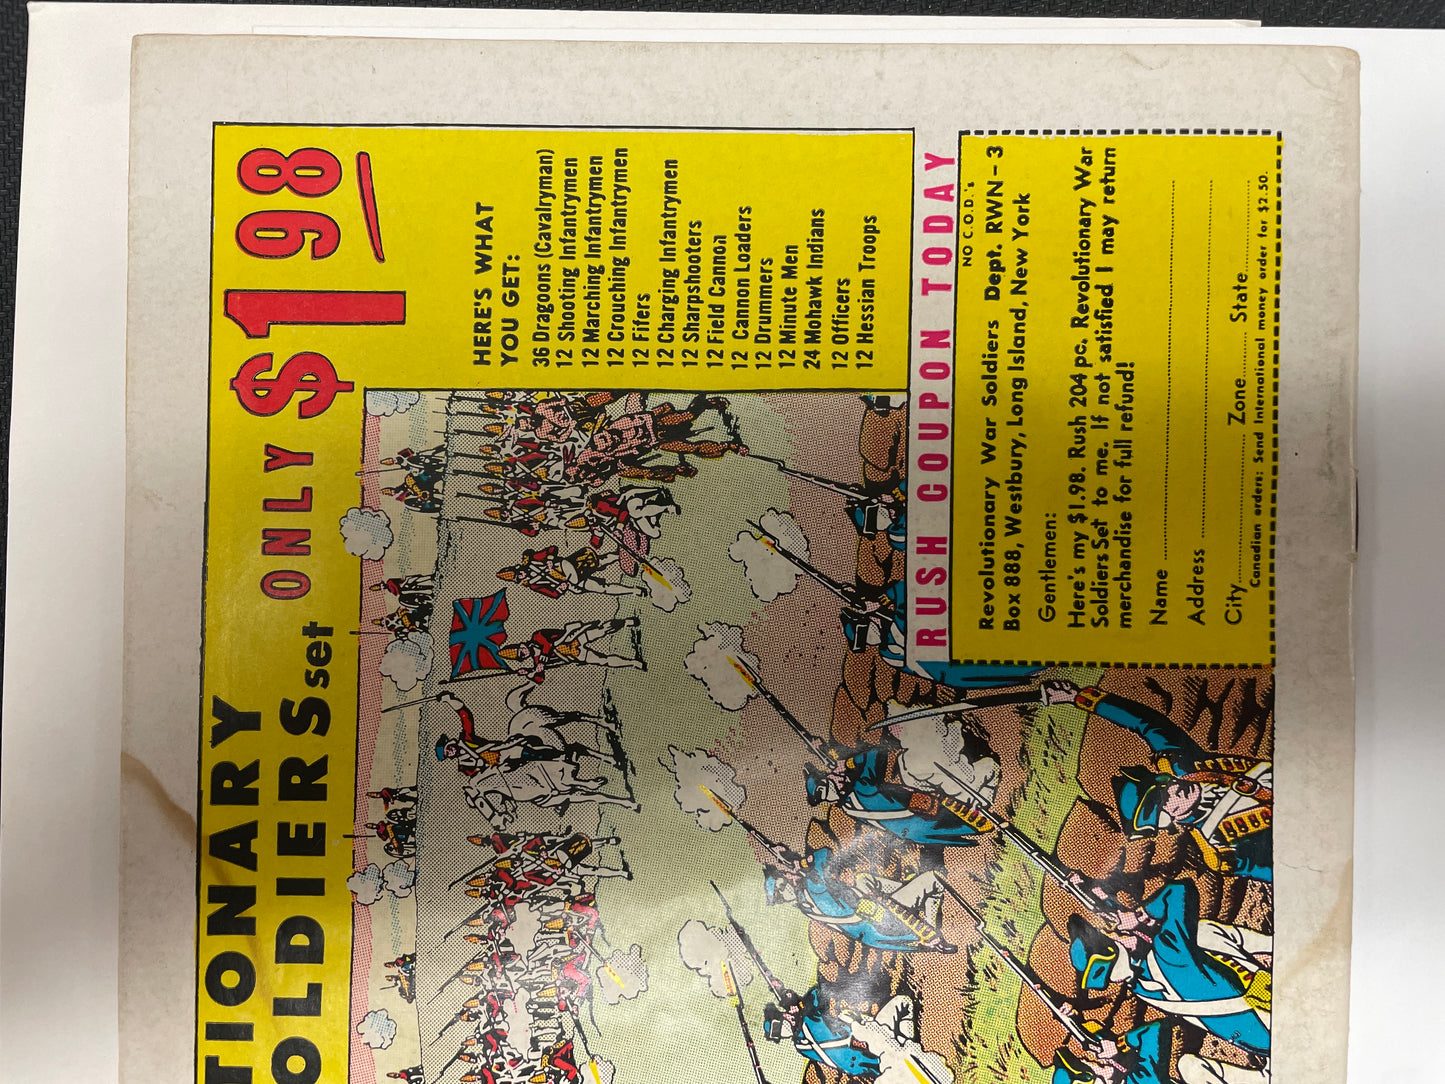 TIONARY
OLDIERS set ONLY $1 98
HERE'S WHAT
YOU GET:
36 Dragoons (Cavalryman)
12 Shooting Infantrymen
12 Marching Infantrymen
12 Crouching Infantrymen
12 Fifers
12 Charging Infantrymen
12 Sharpshooters
12 Field Cannon
12 Cannon Loaders
12 Drummers
12 Minute Men
24 Mohawk Indians
12 Officers
12 Hessian Troops
RUSH COUPON TODAY
NO C.O.D.'s
Revolutionary War Soldiers Dept. RWN-3
Box 888, Westbury, Long Island, New York
Gentlemen:
Here's my $1.98. Rush 204 pc. Revolutionary War
Soldiers Set to me. If not satisfied I may return
merchandise for full refund!
Name
Address
City Zone State
Canadian orders: Send International money order for $2.50.